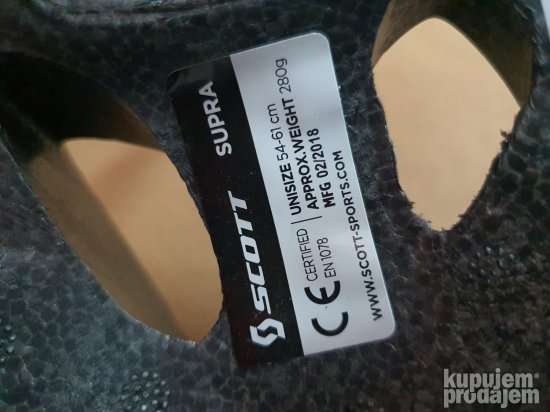 SCOTT SUPRA
CE CERTIFIED
EN 1078
UNISIZE 54-61 cm
APPROX.WEIGHT 280g
MFG 02/2018
WWW.SCOTT-SPORTS.COM
kupujem
prodajem